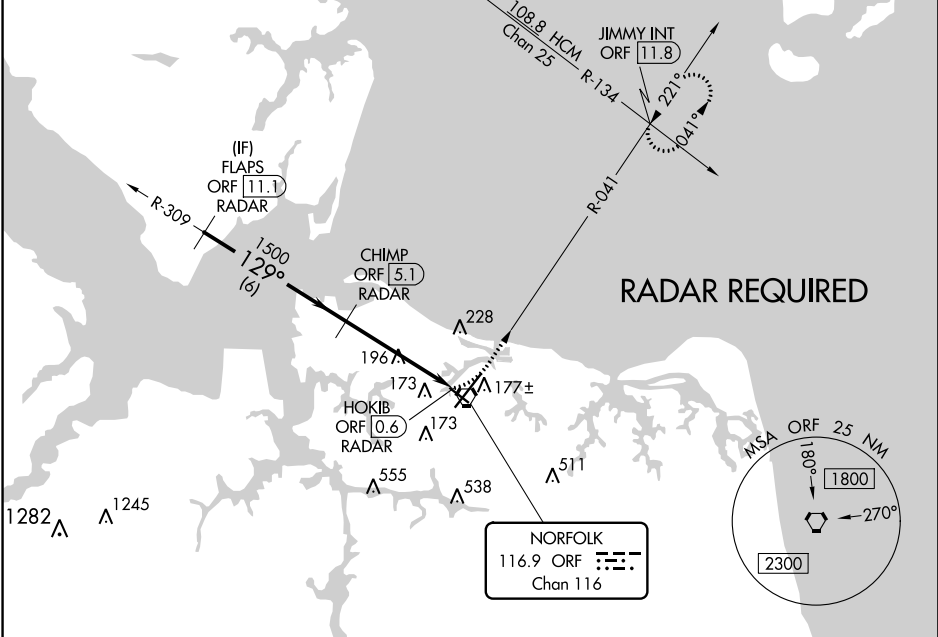 108.8 HCM
Chan 25
R-134
JIMMY INT
ORF 11.8
221°
041°
(IF)
FLAPS
ORF 11.1
RADAR
R-309
R-041
1500
129°
(6)
CHIMP
ORF 5.1
RADAR
RADAR REQUIRED
228
196
173
177±
HOKIB
ORF 0.6
RADAR
173
555
538
511
1282
1245
MSA ORF 25 NM
180°
1800
270°
2300
NORFOLK
116.9 ORF
Chan 116